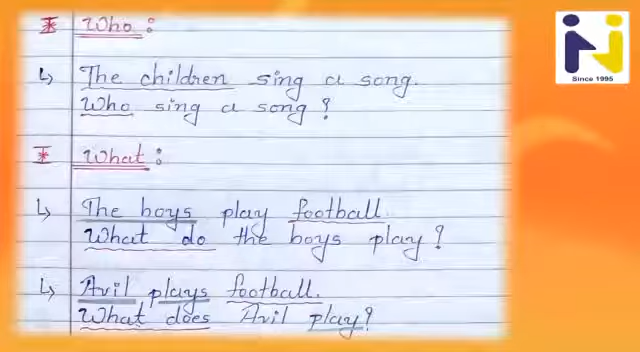 Who :
↳ The children sing a song.
Who sing a song ?
What :
↳ The boys play football.
What do the boys play ?
↳ Avil plays football.
What does Avil play ?
Since 1995